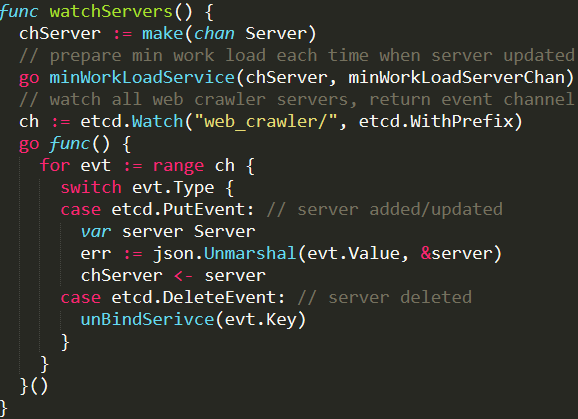 func watchServers() {
  chServer := make(chan Server)
  // prepare min work load each time when server updated
  go minWorkLoadService(chServer, minWorkLoadServerChan)
  // watch all web crawler servers, return event channel
  ch := etcd.Watch("web_crawler/", etcd.WithPrefix)
  go func() {
    for evt := range ch {
      switch evt.Type {
      case etcd.PutEvent: // server added/updated
        var server Server
        err := json.Unmarshal(evt.Value, &server)
        chServer <- server
      case etcd.DeleteEvent: // server deleted
        unBindSerivce(evt.Key)
      }
    }
  }()
}